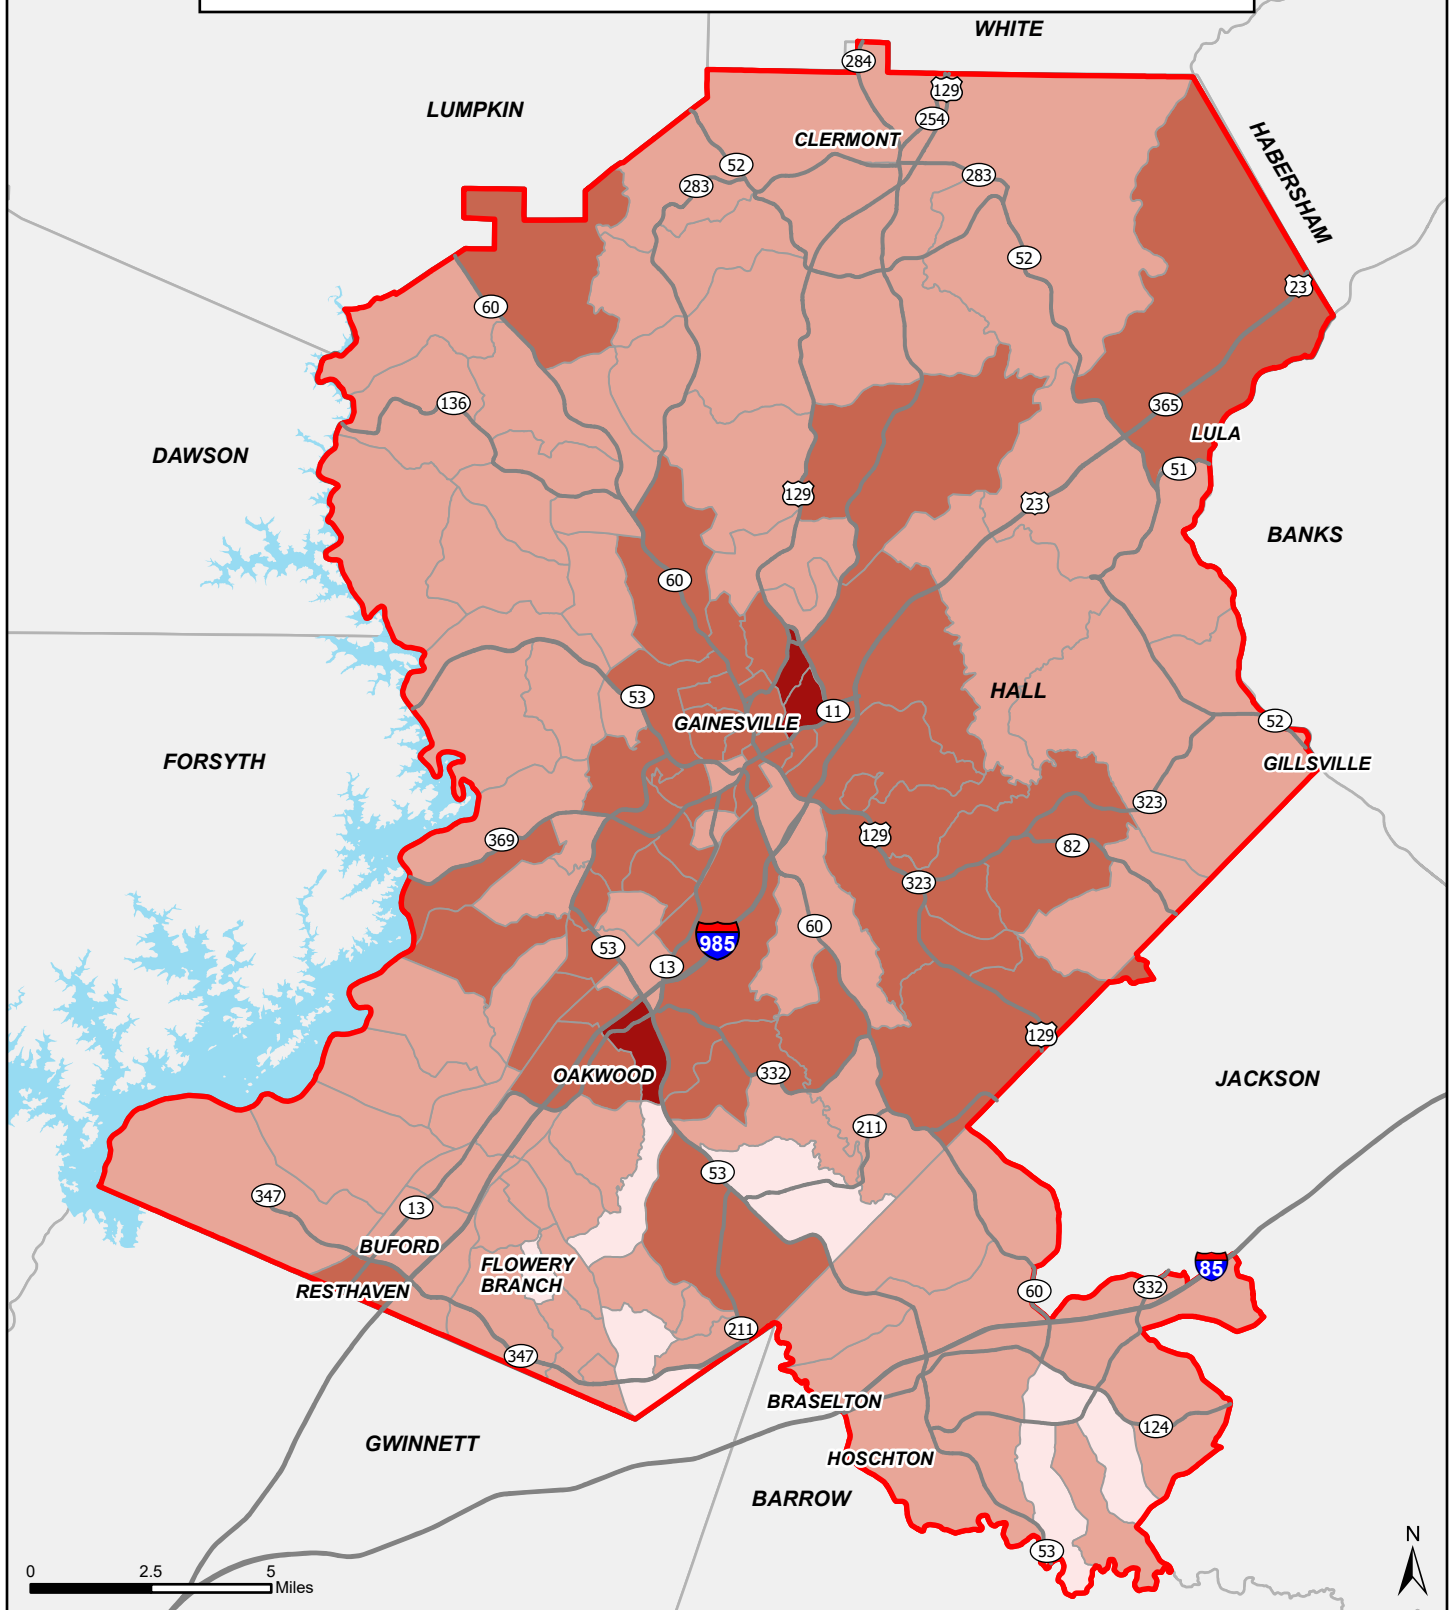 WHITE
284
129
LUMPKIN
254
CLERMONT
HABERSHAM
52
283
283
52
23
60
136
365
LULA
DAWSON
51
129
23
BANKS
60
HALL
53
11
GAINESVILLE
52
FORSYTH
GILLSVILLE
323
369
129
82
323
60
985
53
13
129
OAKWOOD
332
JACKSON
211
53
347
13
BUFORD
FLOWERY
BRANCH
85
RESTHAVEN
60
332
211
347
BRASELTON
124
GWINNETT
HOSCHTON
BARROW
53
N
0 2.5 5
Miles